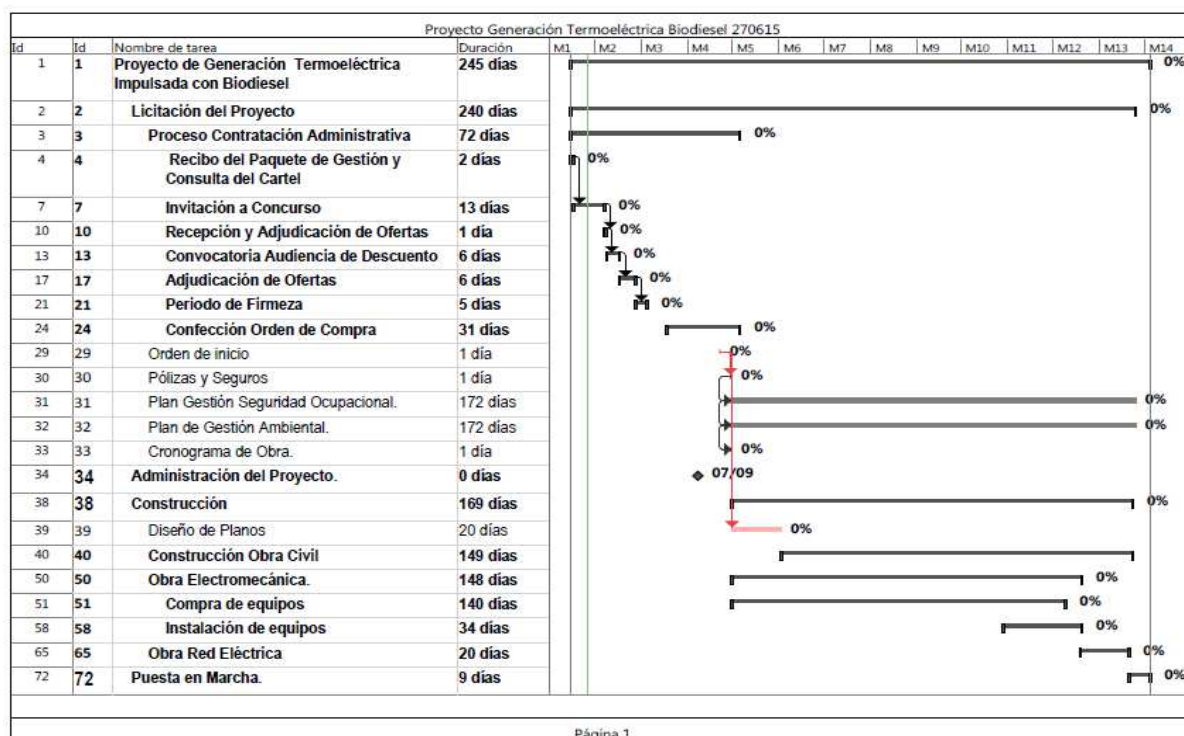 Proyecto Generación Termoeléctrica Biodiesel 270615
Id Id Nombre de tarea Duración M1 M2 M3 M4 M5 M6 M7 M8 M9 M10 M11 M12 M13 M14
1 1 Proyecto de Generación Termoeléctrica 245 días 0%
Impulsada con Biodiesel
2 2 Licitación del Proyecto 240 días 0%
3 3 Proceso Contratación Administrativa 72 días 0%
4 4 Recibo del Paquete de Gestión y 2 días 0%
Consulta del Cartel
7 7 Invitación a Concurso 13 días 0%
10 10 Recepción y Adjudicación de Ofertas 1 día 0%
13 13 Convocatoria Audiencia de Descuento 6 días 0%
17 17 Adjudicación de Ofertas 6 días 0%
21 21 Periodo de Firmeza 5 días 0%
24 24 Confección Orden de Compra 31 días 0%
29 29 Orden de inicio 1 día 0%
30 30 Pólizas y Seguros 1 día 0%
31 31 Plan Gestión Seguridad Ocupacional. 172 días 0%
32 32 Plan de Gestión Ambiental. 172 días 0%
33 33 Cronograma de Obra. 1 día 0%
34 34 Administración del Proyecto. 0 días 07/09
38 38 Construcción 169 días 0%
39 39 Diseño de Planos 20 días 0%
40 40 Construcción Obra Civil 149 días 0%
50 50 Obra Electromecánica. 148 días 0%
51 51 Compra de equipos 140 días 0%
58 58 Instalación de equipos 34 días 0%
65 65 Obra Red Eléctrica 20 días 0%
72 72 Puesta en Marcha. 9 días 0%
Página 1